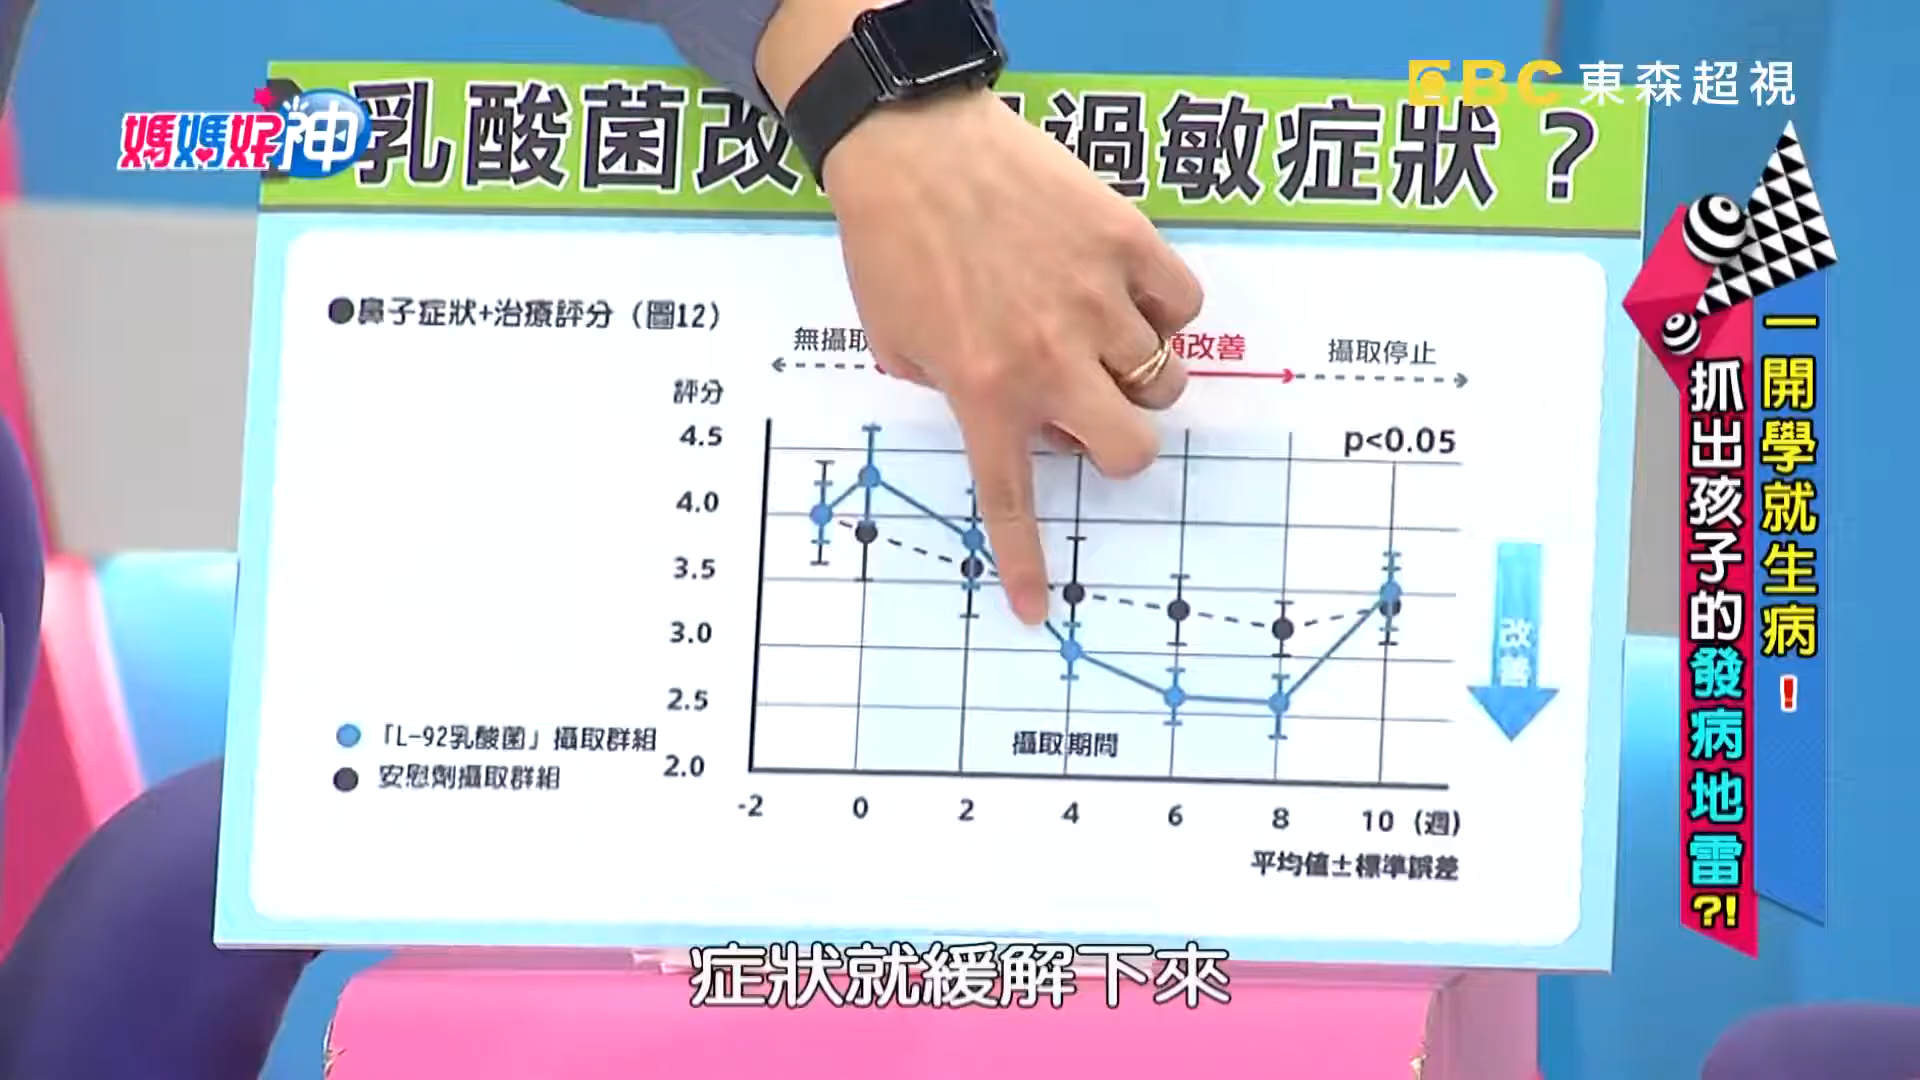 EBC 東森超視
媽媽好神
乳酸菌改 過敏症狀？
一開學就生病！
抓出孩子的發病地雷?!
●鼻子症狀+治療評分（圖12）
無攝取
改善
攝取停止
評分
4.5
4.0
3.5
3.0
2.5
2.0
p<0.05
改善
「L-92乳酸菌」攝取群組
安慰劑攝取群組
攝取期間
-2 0 2 4 6 8 10（週）
平均值±標準誤差
症狀就緩解下來